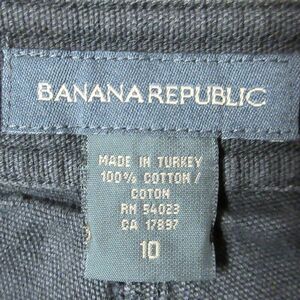 BANANA REPUBLIC
MADE IN TURKEY
100% COTTON /
COTON
RN 54023
CA 17897
10